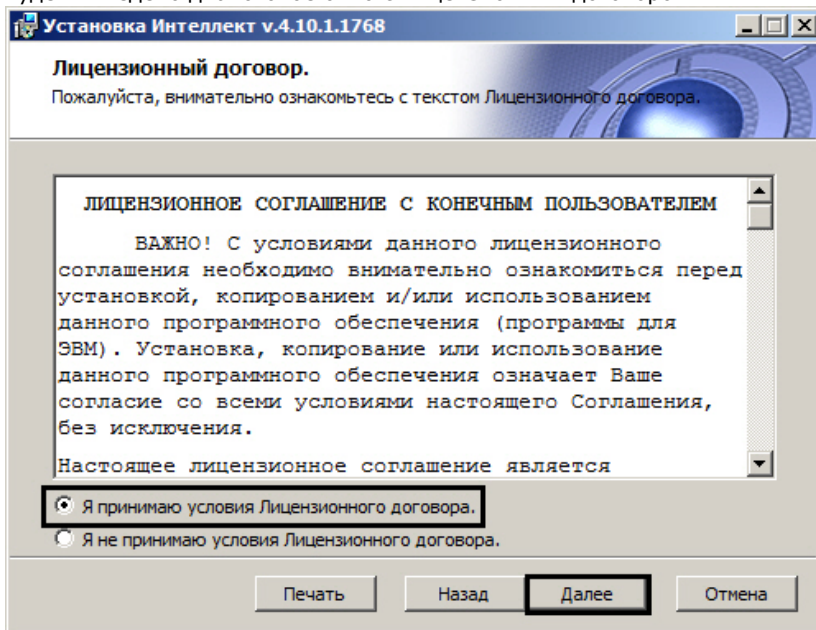 Установка Интеллект v.4.10.1.1768
Лицензионный договор.
Пожалуйста, внимательно ознакомьтесь с текстом Лицензионного договора.
ЛИЦЕНЗИОННОЕ СОГЛАШЕНИЕ С КОНЕЧНЫМ ПОЛЬЗОВАТЕЛЕМ
ВАЖНО! С условиями данного лицензионного
соглашения необходимо внимательно ознакомиться перед
установкой, копированием и/или использованием
данного программного обеспечения (программы для
ЭВМ). Установка, копирование или использование
данного программного обеспечения означает Ваше
согласие со всеми условиями настоящего Соглашения,
без исключения.
Настоящее лицензионное соглашение является
Я принимаю условия Лицензионного договора.
Я не принимаю условия Лицензионного договора.
Печать Назад Далее Отмена